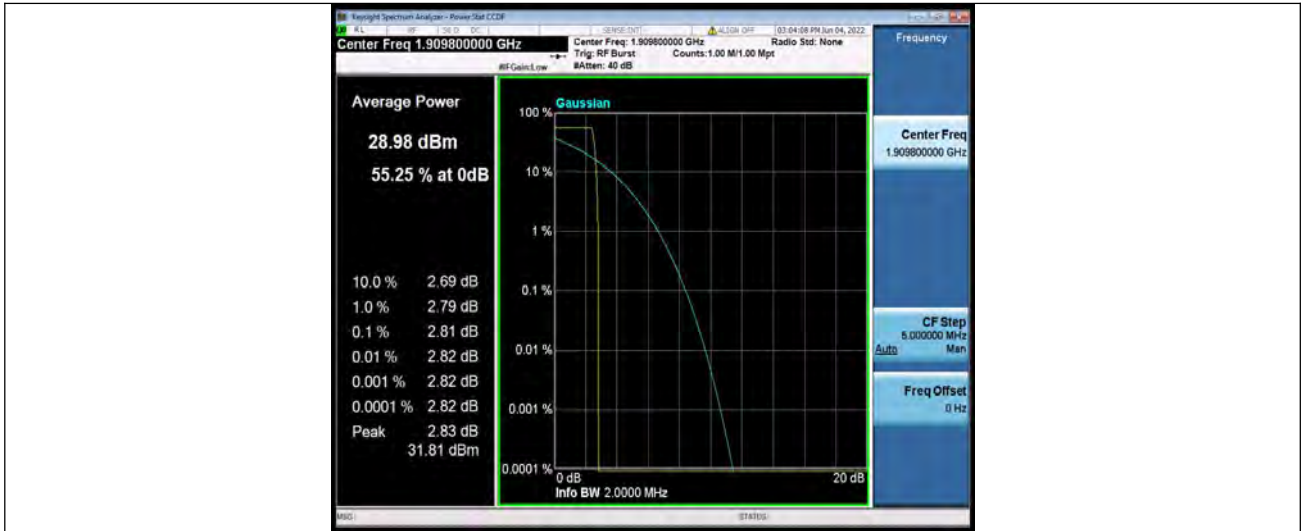 Keysight Spectrum Analyzer - Power Stat CCDF
RL RF 50 Ω DC SENSE:INT ALIGN OFF 03:04:08 PM Jun 04, 2022
Center Freq 1.909800000 GHz
Center Freq: 1.909800000 GHz Radio Std: None
Trig: RF Burst Counts:1.00 M/1.00 Mpt
#IFGain:Low #Atten: 40 dB
Frequency
Average Power
28.98 dBm
55.25 % at 0dB
10.0 % 2.69 dB
1.0 % 2.79 dB
0.1 % 2.81 dB
0.01 % 2.82 dB
0.001 % 2.82 dB
0.0001 % 2.82 dB
Peak 2.83 dB
31.81 dBm
Gaussian
100 %
10 %
1 %
0.1 %
0.01 %
0.001 %
0.0001 %
0 dB 20 dB
Info BW 2.0000 MHz
Center Freq
1.909800000 GHz
CF Step
5.000000 MHz
Auto Man
Freq Offset
0 Hz
MSG STATUS